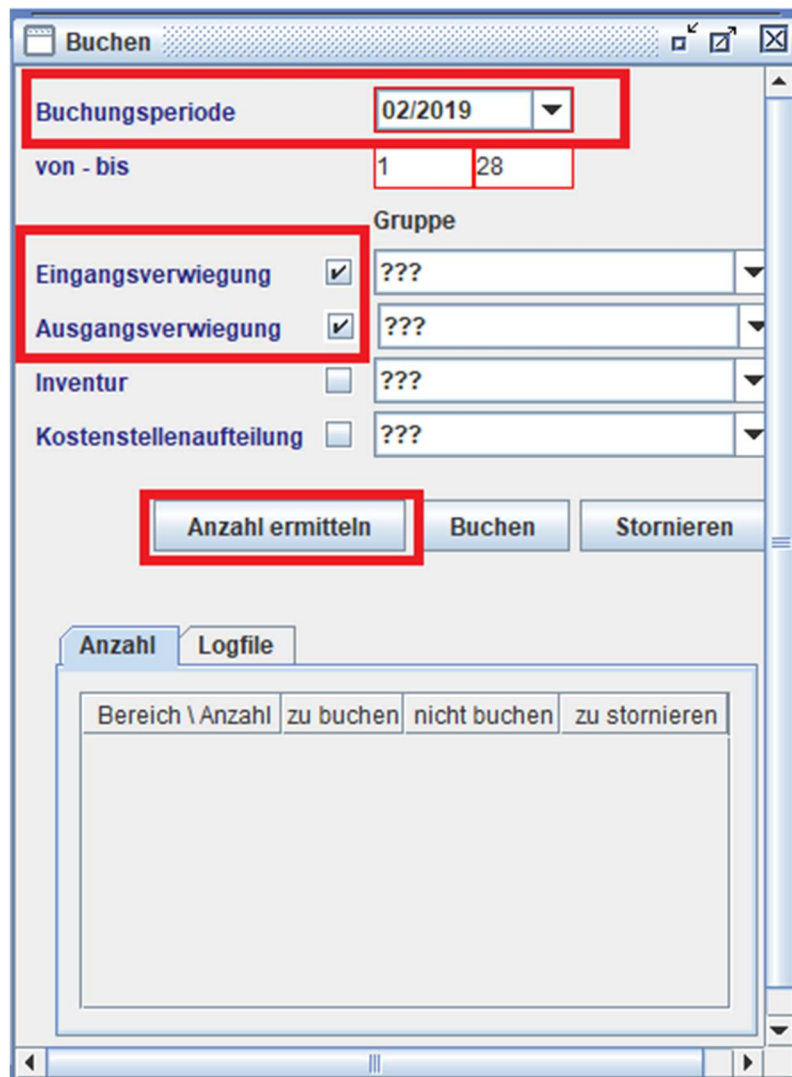 Buchen
Buchungsperiode 02/2019
von - bis 1 28
Gruppe
Eingangsverwiegung ???
Ausgangsverwiegung ???
Inventur ???
Kostenstellenaufteilung ???
Anzahl ermitteln Buchen Stornieren
Anzahl Logfile
Bereich \ Anzahl zu buchen nicht buchen zu stornieren